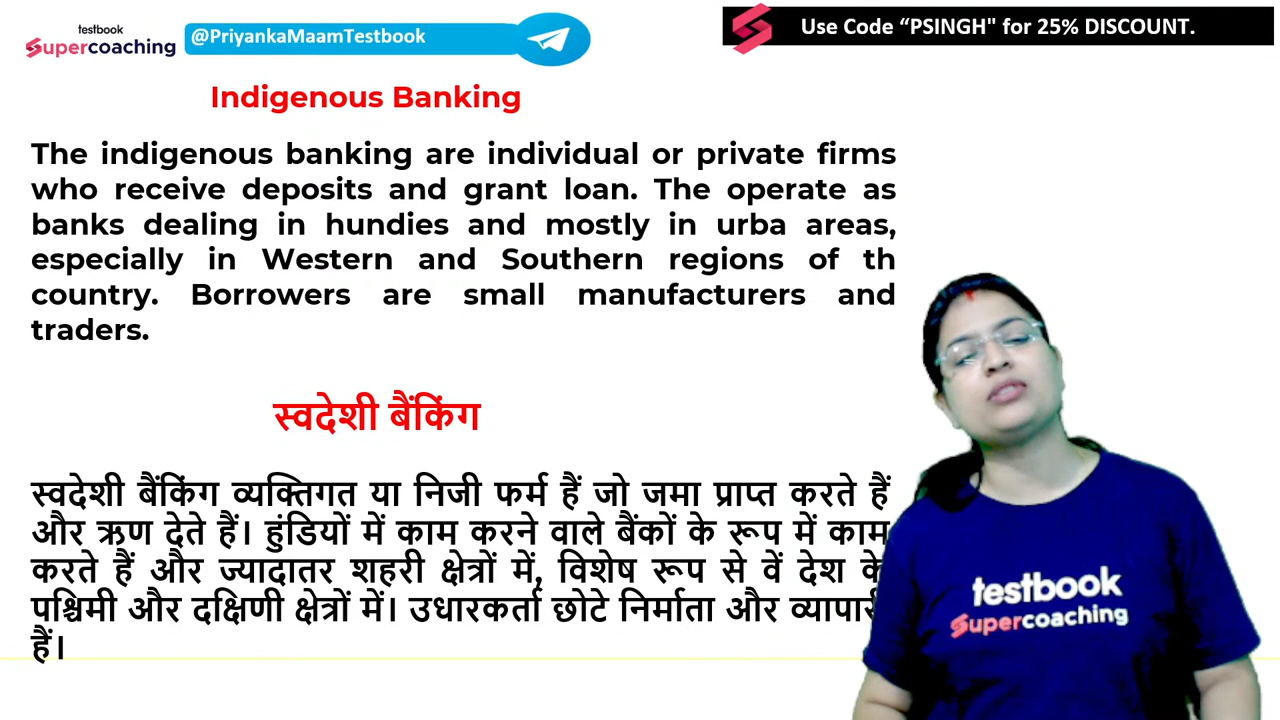 testbook
Supercoaching
@PriyankaMaamTestbook
Use Code “PSINGH" for 25% DISCOUNT.
Indigenous Banking
The indigenous banking are individual or private firms
who receive deposits and grant loan. The operate as
banks dealing in hundies and mostly in urba areas,
especially in Western and Southern regions of th
country. Borrowers are small manufacturers and
traders.
स्वदेशी बैंकिंग
स्वदेशी बैंकिंग व्यक्तिगत या निजी फर्म हैं जो जमा प्राप्त करते हैं
और ऋण देते हैं। हुंडियों में काम करने वाले बैंकों के रूप में काम
करते हैं और ज्यादातर शहरी क्षेत्रों में, विशेष रूप से वें देश के
पश्चिमी और दक्षिणी क्षेत्रों में। उधारकर्ता छोटे निर्माता और
हैं।
testbook
Supercoaching